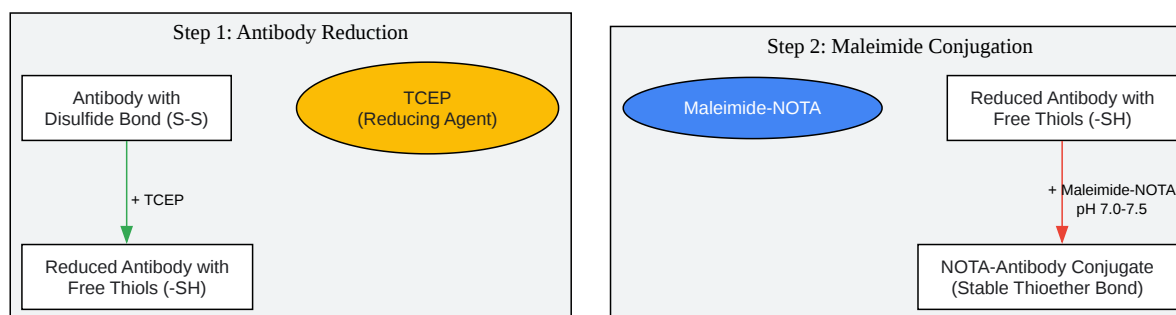 Step 1: Antibody Reduction
Antibody with
Disulfide Bond (S-S)
TCEP
(Reducing Agent)
+ TCEP
Reduced Antibody with
Free Thiols (-SH)
Step 2: Maleimide Conjugation
Maleimide-NOTA
Reduced Antibody with
Free Thiols (-SH)
+ Maleimide-NOTA
pH 7.0-7.5
NOTA-Antibody Conjugate
(Stable Thioether Bond)